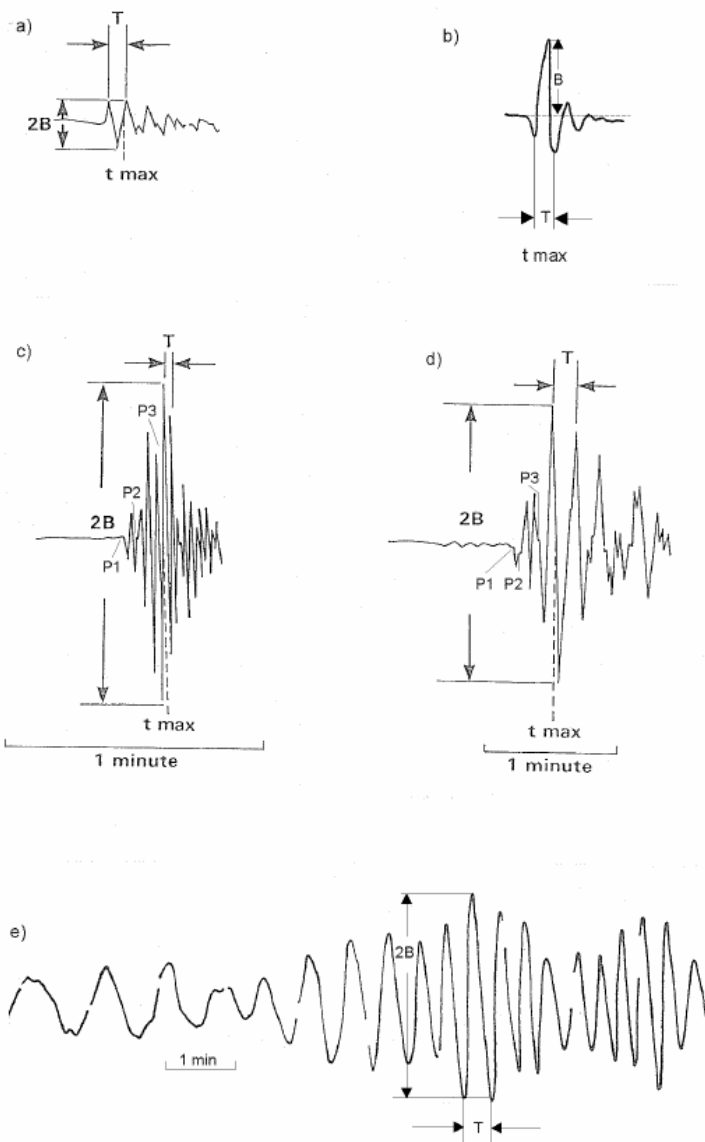 a)
T
2B
t max
b)
B
T
t max
c)
T
P3
P2
2B
P1
t max
1 minute
d)
T
P3
2B
P1 P2
t max
1 minute
e)
2B
1 min
T